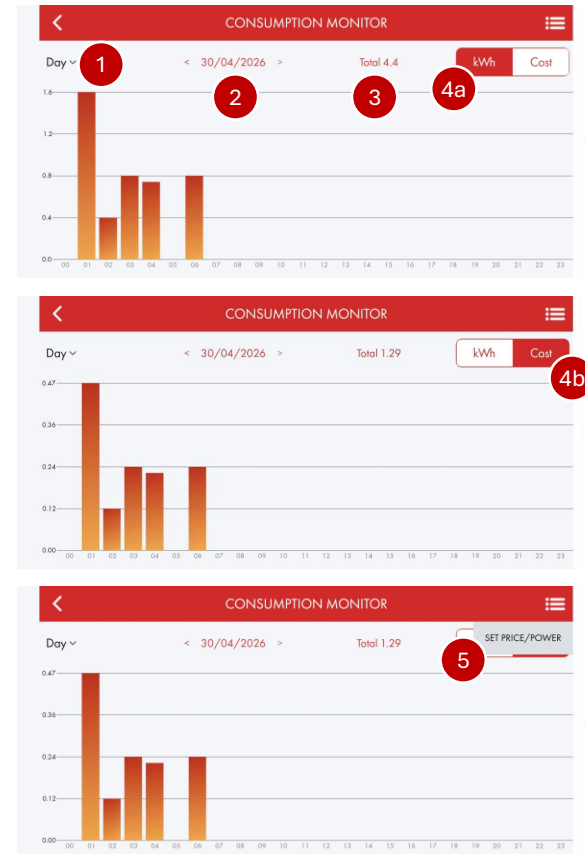 CONSUMPTION MONITOR
Day 1 < 30/04/2026 > Total 4.4 kWh Cost
2 3 4a
1.6
1.2
0.8
0.4
0.0
00 01 02 03 04 05 06 07 08 09 10 11 12 13 14 15 16 17 18 19 20 21 22 23
CONSUMPTION MONITOR
Day < 30/04/2026 > Total 1.29 kWh Cost
4b
0.47
0.36
0.24
0.12
0.00
00 01 02 03 04 05 06 07 08 09 10 11 12 13 14 15 16 17 18 19 20 21 22 23
CONSUMPTION MONITOR
Day < 30/04/2026 > Total 1.29 SET PRICE/POWER
5
0.47
0.36
0.24
0.12
0.00
00 01 02 03 04 05 06 07 08 09 10 11 12 13 14 15 16 17 18 19 20 21 22 23